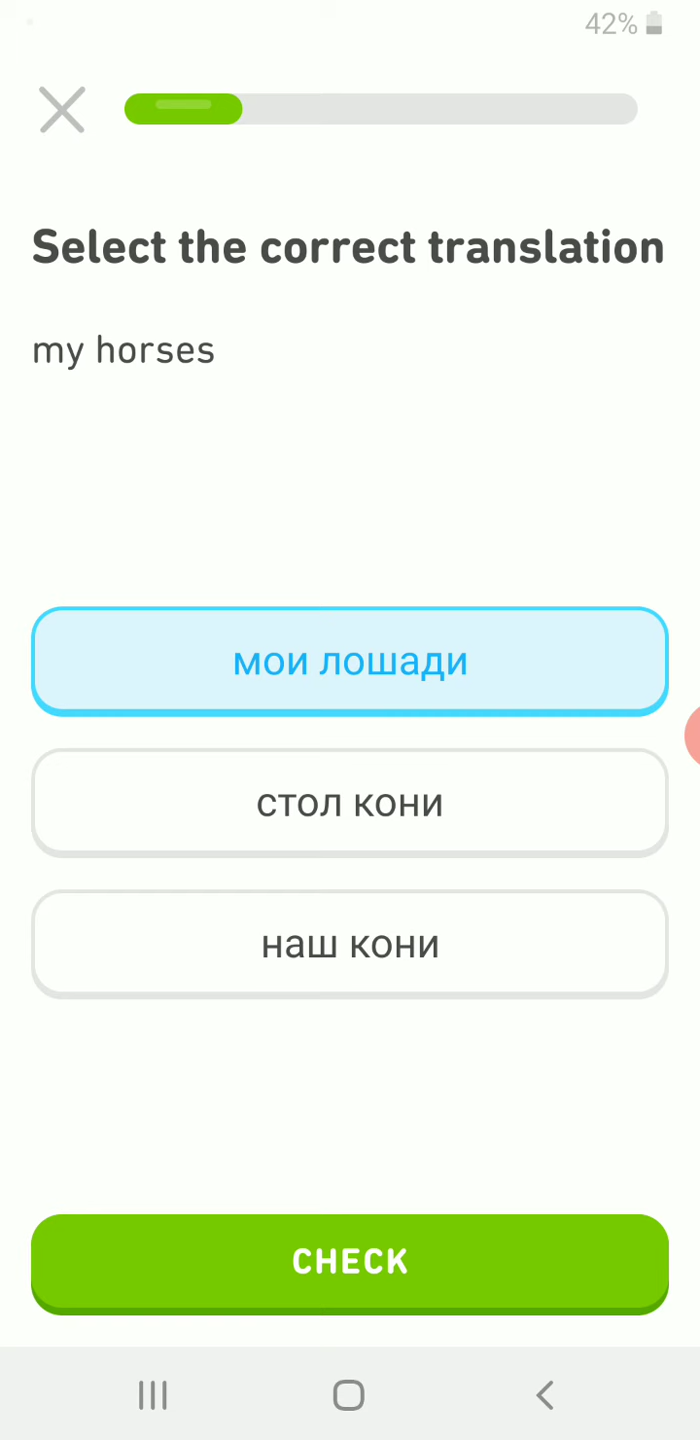 42%
Select the correct translation
my horses
мои лошади
стол кони
наш кони
CHECK